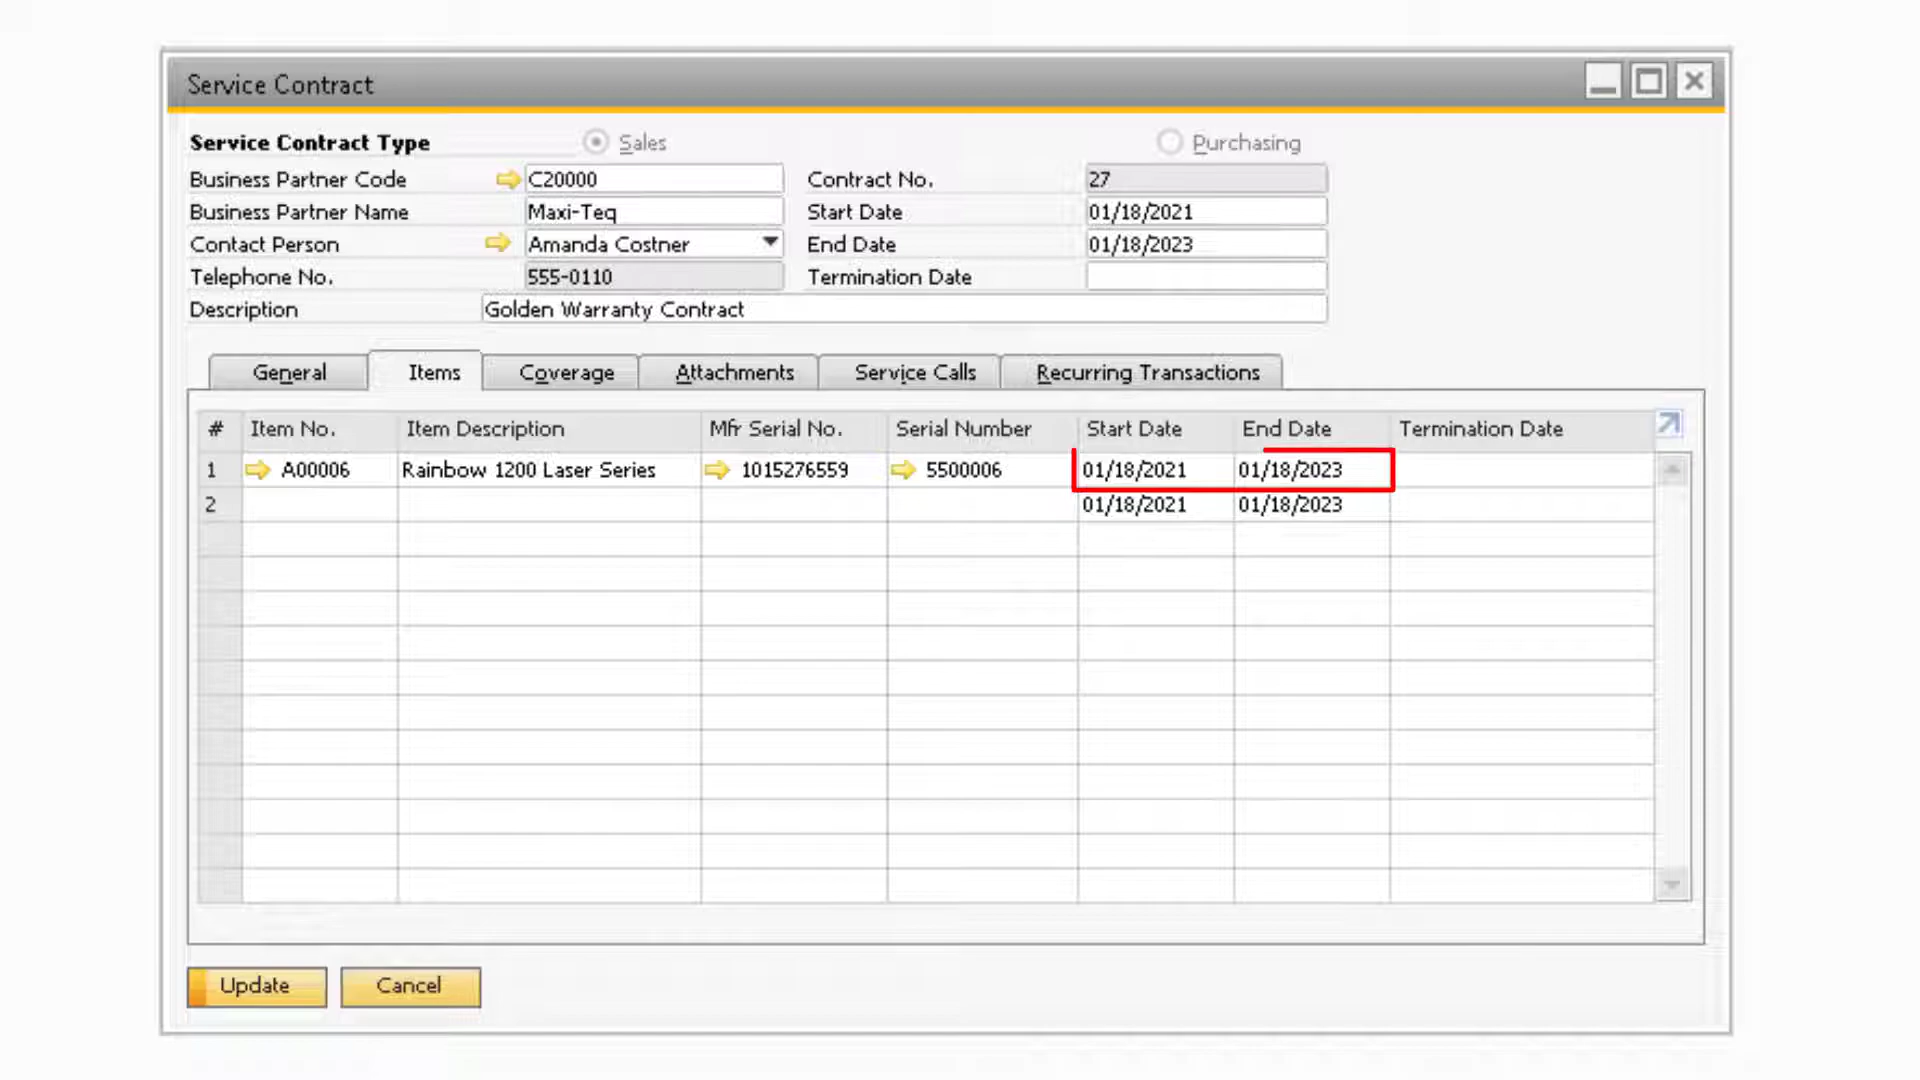 Service Contract
Service Contract Type Sales Purchasing
Business Partner Code C20000 Contract No. 27
Business Partner Name Maxi-Teq Start Date 01/18/2021
Contact Person Amanda Costner End Date 01/18/2023
Telephone No. 555-0110 Termination Date
Description Golden Warranty Contract
General Items Coverage Attachments Service Calls Recurring Transactions
# Item No. Item Description Mfr Serial No. Serial Number Start Date End Date Termination Date
1 A00006 Rainbow 1200 Laser Series 1015276559 5500006 01/18/2021 01/18/2023
2 01/18/2021 01/18/2023
Update Cancel